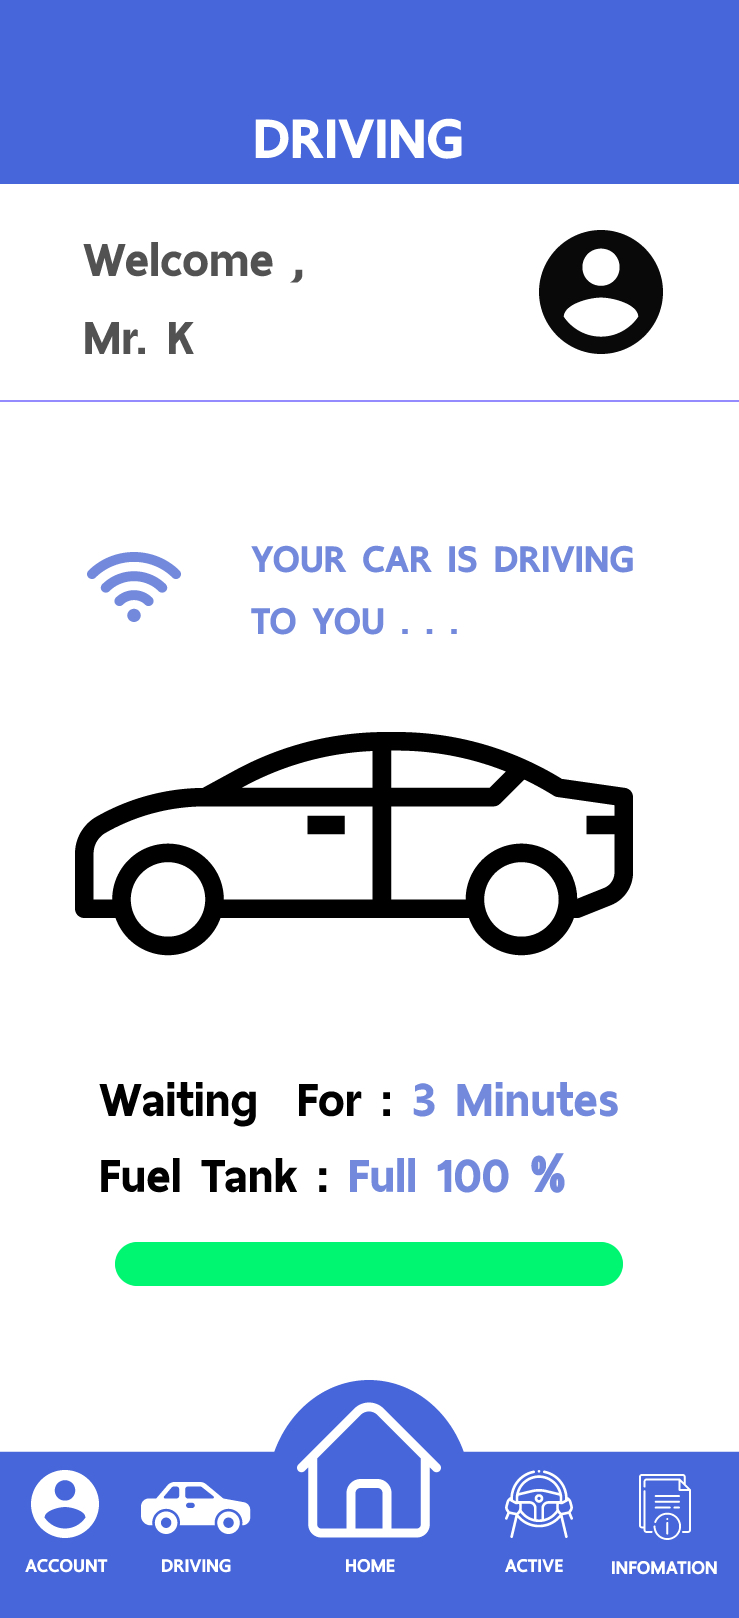 DRIVING
Welcome ,
Mr. K
YOUR CAR IS DRIVING
TO YOU . . .
Waiting For : 3 Minutes
Fuel Tank : Full 100 %
ACCOUNT
DRIVING
HOME
ACTIVE
INFOMATION